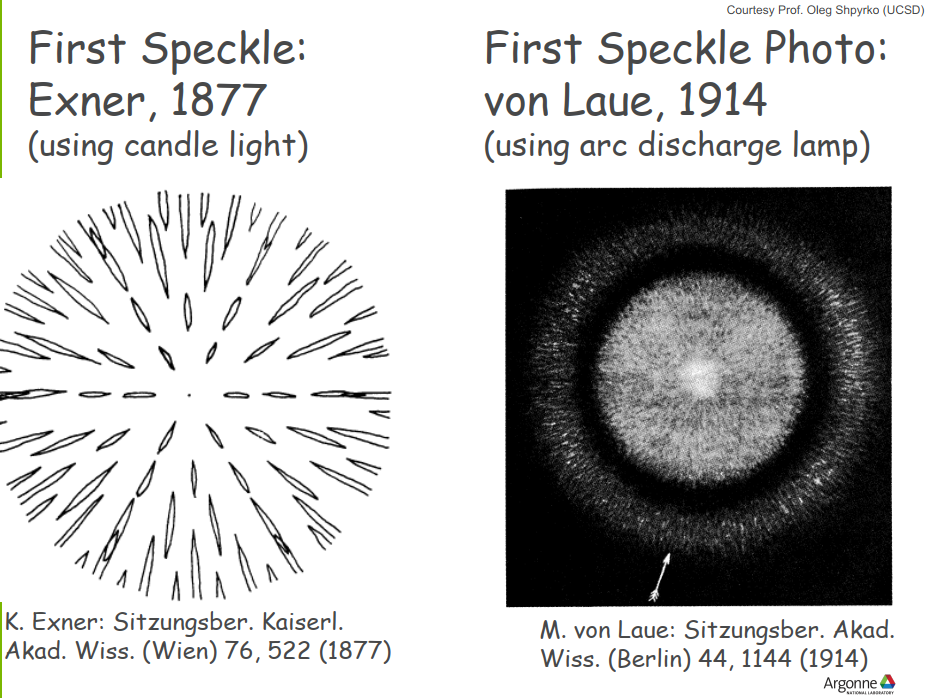 Courtesy Prof. Oleg Shpyrko (UCSD)
First Speckle:
Exner, 1877
(using candle light)
First Speckle Photo:
von Laue, 1914
(using arc discharge lamp)
K. Exner: Sitzungsber. Kaiserl.
Akad. Wiss. (Wien) 76, 522 (1877)
M. von Laue: Sitzungsber. Akad.
Wiss. (Berlin) 44, 1144 (1914)
Argonne
NATIONAL LABORATORY